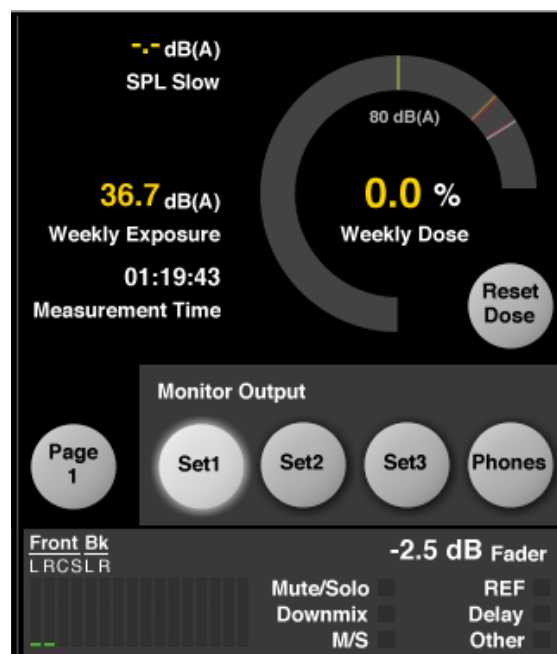 -.- dB(A)
SPL Slow
80 dB(A)
36.7 dB(A)
Weekly Exposure
0.0 %
Weekly Dose
01:19:43
Measurement Time
Reset
Dose
Monitor Output
Page
1
Set1
Set2
Set3
Phones
Front Bk
LRCSLR
-2.5 dB Fader
Mute/Solo
REF
Downmix
Delay
M/S
Other